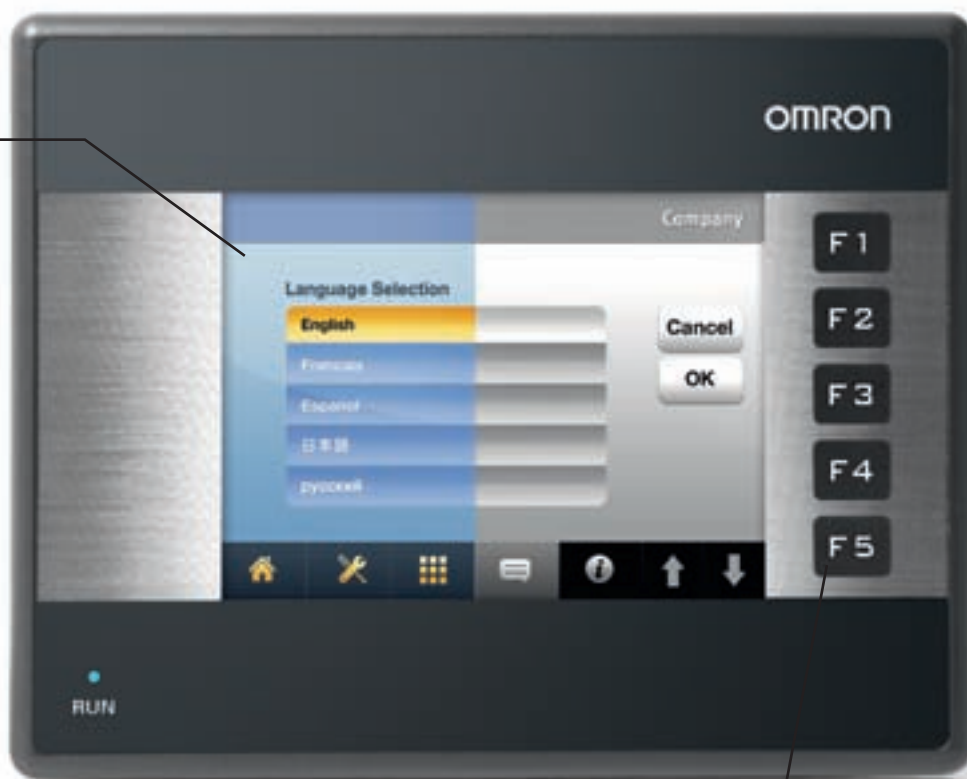 OMRON
Company
F1
Language Selection
English
Cancel
F2
Francais
OK
Espanol
F3
日本語
русский
F4
F5
RUN